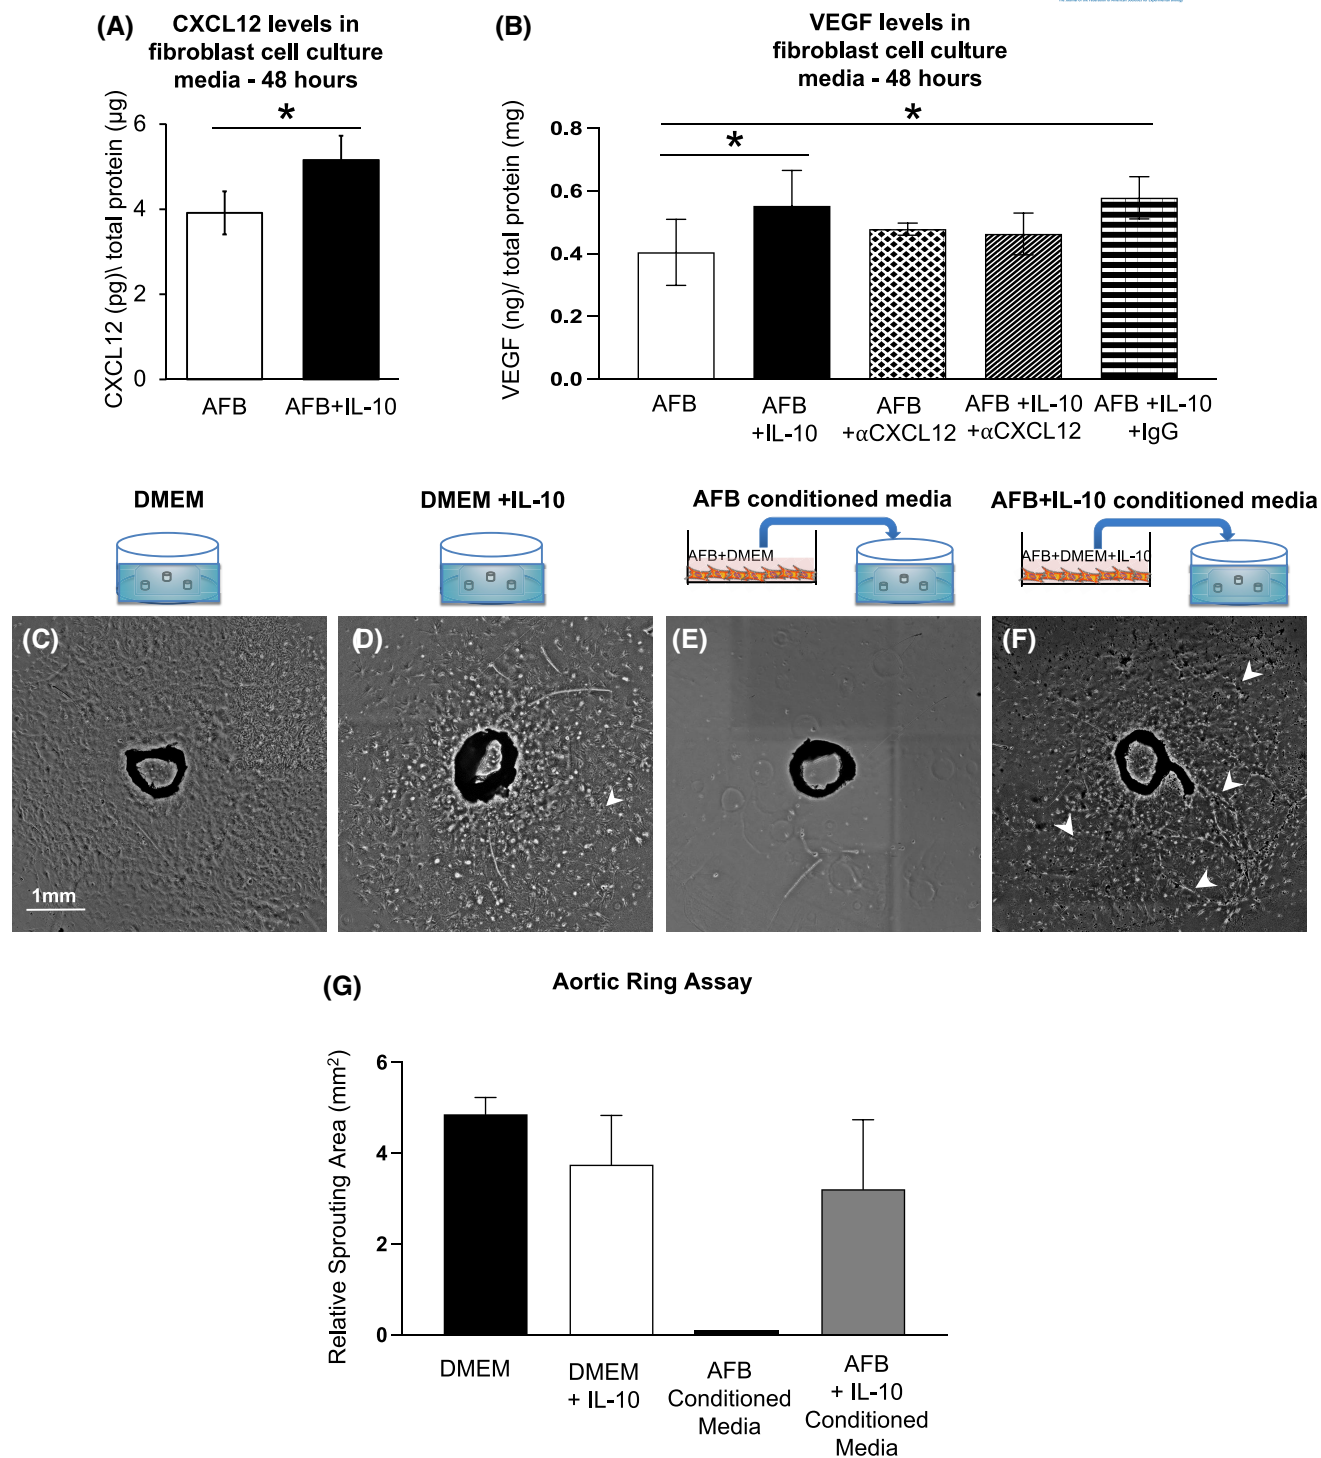 (A)
CXCL12 levels in
fibroblast cell culture
media - 48 hours
*
CXCL12 (pg)\ total protein (µg)
6
4
2
0
AFB
AFB+IL-10
(B)
VEGF levels in
fibroblast cell culture
media - 48 hours
*
*
VEGF (ng)/ total protein (mg)
0.8
0.6
0.4
0.2
0.0
AFB
AFB
+IL-10
AFB
+αCXCL12
AFB +IL-10
+αCXCL12
AFB +IL-10
+IgG
DMEM
DMEM +IL-10
AFB conditioned media
AFB+DMEM
AFB+IL-10 conditioned media
AFB+DMEM+IL-10
(C)
1mm
(D)
(E)
(F)
(G)
Aortic Ring Assay
Relative Sprouting Area (mm²)
6
4
2
0
DMEM
DMEM
+ IL-10
AFB
Conditioned
Media
AFB
+ IL-10
Conditioned
Media